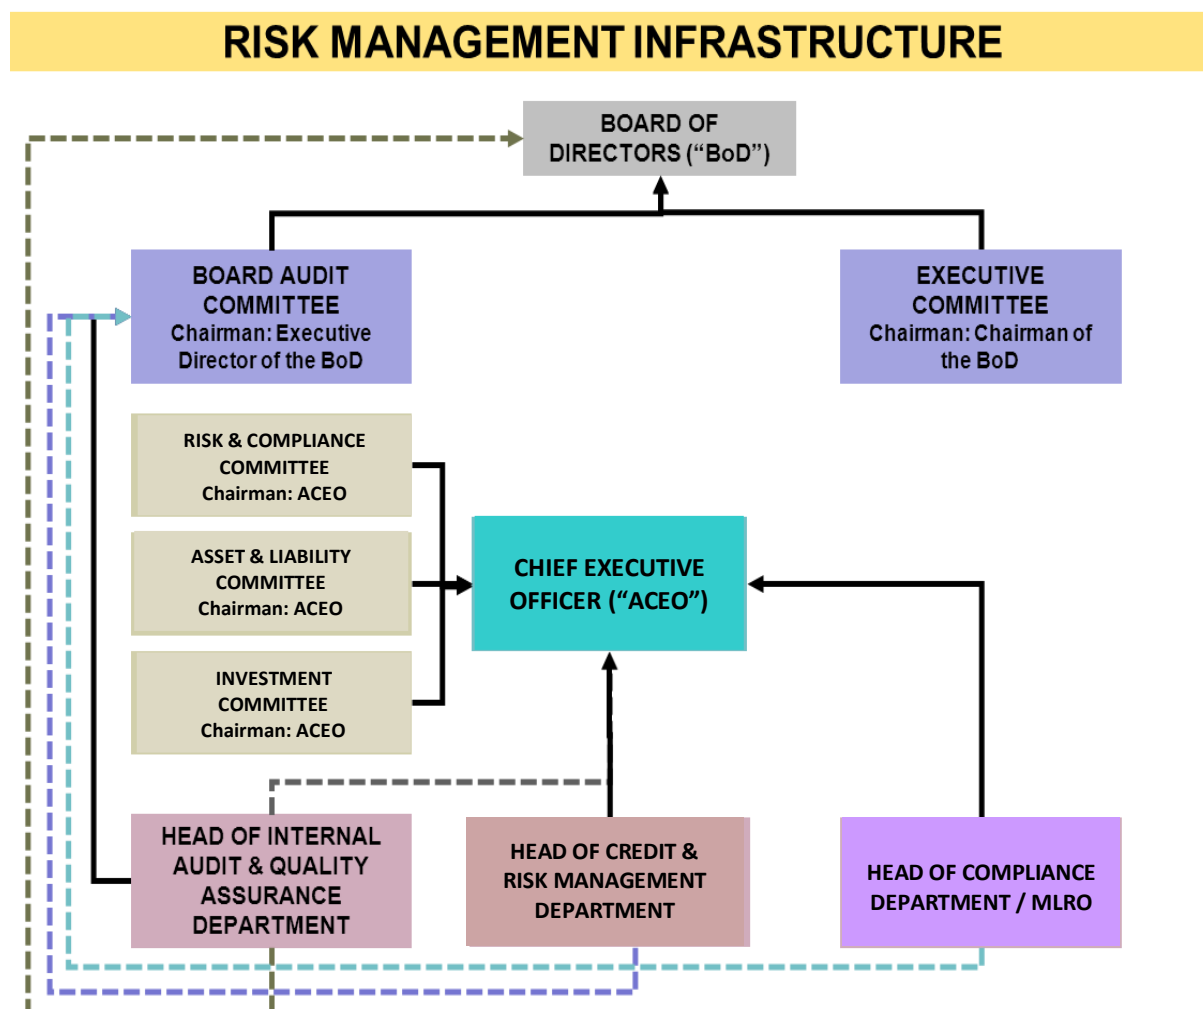 RISK MANAGEMENT INFRASTRUCTURE
BOARD OF
DIRECTORS (“BoD”)
BOARD AUDIT
COMMITTEE
Chairman: Executive
Director of the BoD
EXECUTIVE
COMMITTEE
Chairman: Chairman of
the BoD
RISK & COMPLIANCE
COMMITTEE
Chairman: ACEO
ASSET & LIABILITY
COMMITTEE
Chairman: ACEO
CHIEF EXECUTIVE
OFFICER (“ACEO”)
INVESTMENT
COMMITTEE
Chairman: ACEO
HEAD OF INTERNAL
AUDIT & QUALITY
ASSURANCE
DEPARTMENT
HEAD OF CREDIT &
RISK MANAGEMENT
DEPARTMENT
HEAD OF COMPLIANCE
DEPARTMENT / MLRO